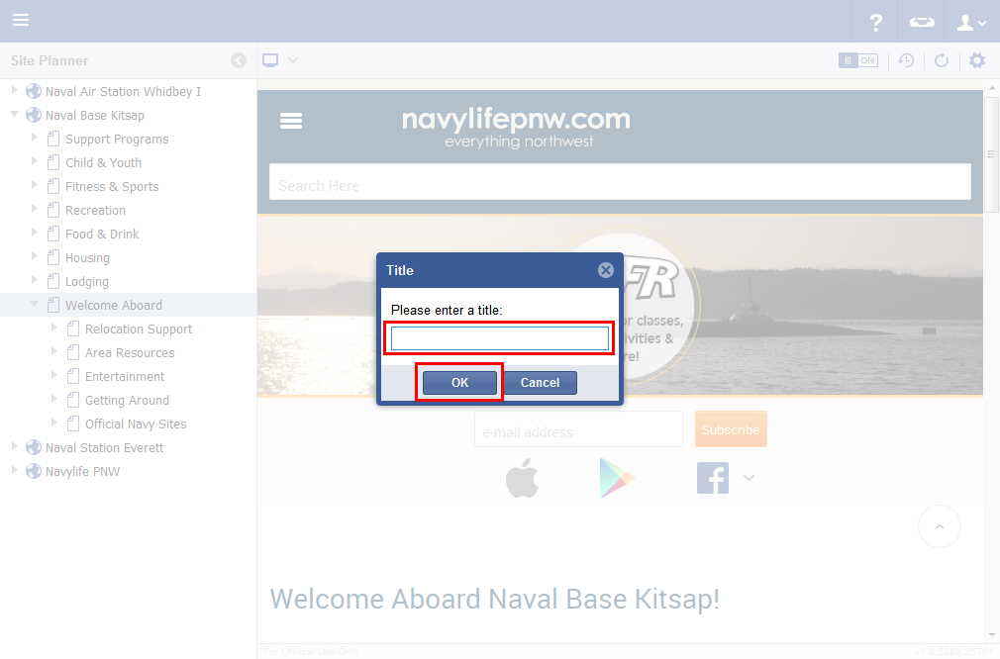 ?
Site Planner
ON
Naval Air Station Whidbey I
Naval Base Kitsap
Support Programs
Child & Youth
Fitness & Sports
Recreation
Food & Drink
Housing
Lodging
Welcome Aboard
Relocation Support
Area Resources
Entertainment
Getting Around
Official Navy Sites
Naval Station Everett
Navylife PNW
navylifepnw.com
everything northwest
Search Here
FR
or classes,
ivities &
re!
Title
Please enter a title:
OK
Cancel
e-mail address
Subscribe
Welcome Aboard Naval Base Kitsap!
For Official Use Only